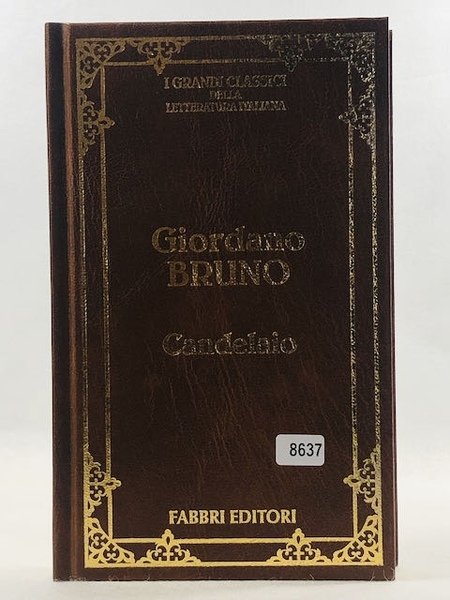 I GRANDI CLASSICI
DELLA
LETTERATURA ITALIANA
Giordano
BRUNO
Candelaio
8637
FABBRI EDITORI